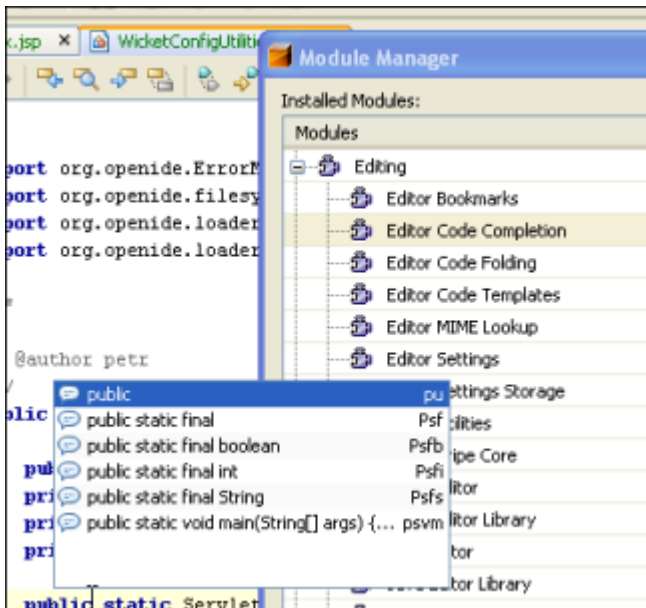 .jsp
WicketConfigUtiliti
Module Manager
Installed Modules:
Modules
Editing
Editor Bookmarks
Editor Code Completion
Editor Code Folding
Editor Code Templates
Editor MIME Lookup
Editor Settings
ettings Storage
ilities
ipe Core
itor
litor Library
tor
tor Library
port org.openide.ErrorM
port org.openide.filesy
port org.openide.loader
port org.openide.loader
@author petr
blic
public pu
public static final Psf
public static final boolean Psfb
public static final int Psfi
public static final String Psfs
public static void main(String[] args) {... psvm
pub
pri
pri
pri
public static Servlet